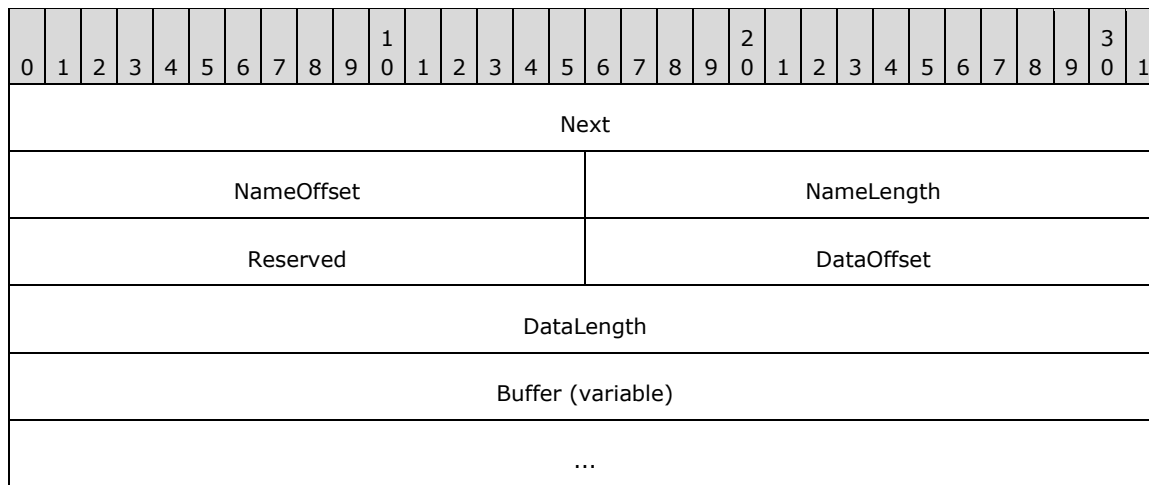 1 2 3
0 1 2 3 4 5 6 7 8 9 0 1 2 3 4 5 6 7 8 9 0 1 2 3 4 5 6 7 8 9 0 1
Next
NameOffset NameLength
Reserved DataOffset
DataLength
Buffer (variable)
...